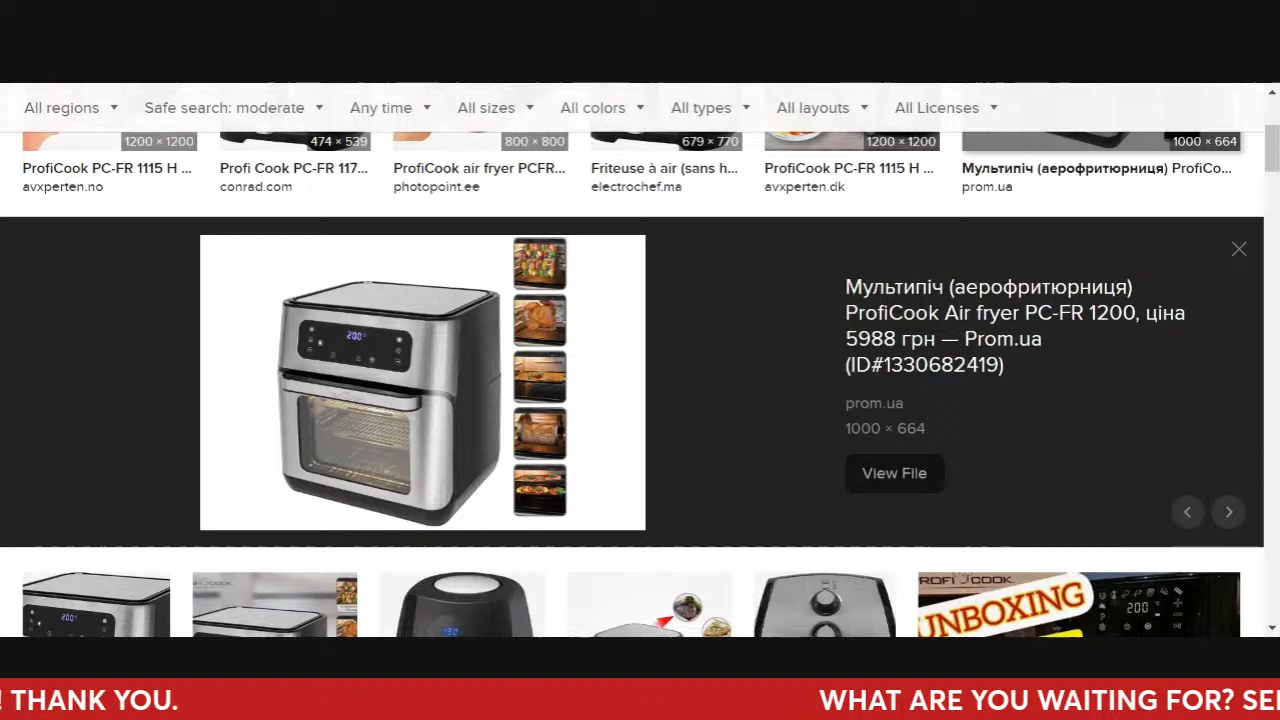 All regions Safe search: moderate Any time All sizes All colors All types All layouts All Licenses
1200 × 1200 474 × 539 800 × 800 679 × 770 1200 × 1200 1000 × 664
ProfiCook PC-FR 1115 H ... Profi Cook PC-FR 117... ProfiCook air fryer PCFR... Friteuse à air (sans h... ProfiCook PC-FR 1115 H ... Мультипіч (аерофритюрниця) ProfiCo...
avxperten.no conrad.com photopoint.ee electrochef.ma avxperten.dk prom.ua
200°
Мультипіч (аерофритюрниця)
ProfiCook Air fryer PC-FR 1200, ціна
5988 грн — Prom.ua
(ID#1330682419)
prom.ua
1000 × 664
View File
UNBOXING
200
! THANK YOU. WHAT ARE YOU WAITING FOR? SE